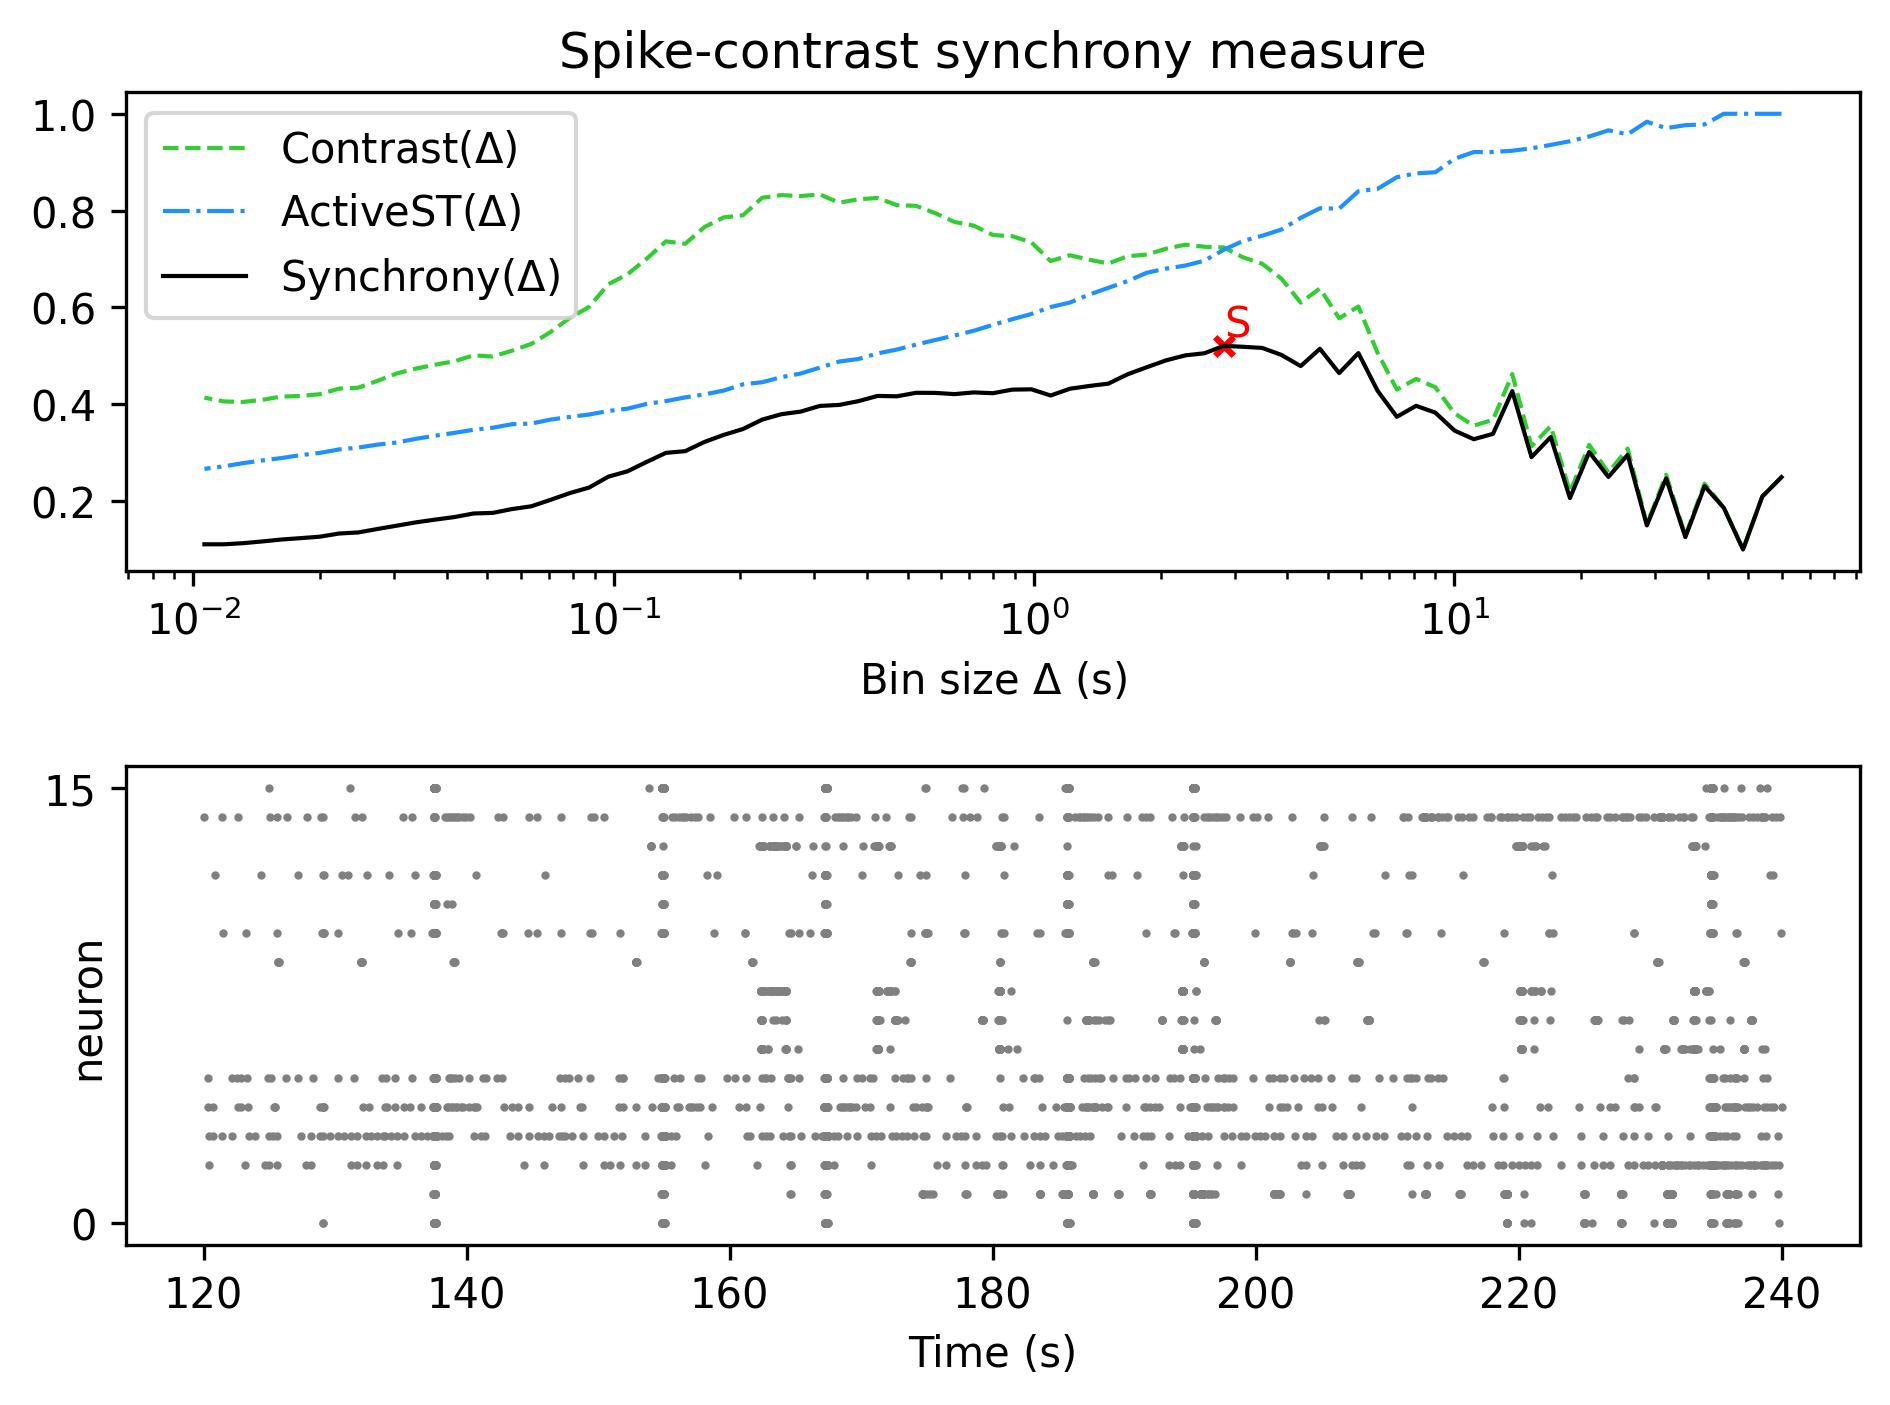 Spike-contrast synchrony measure
1.0
0.8
0.6
0.4
0.2
Contrast(Δ)
ActiveST(Δ)
Synchrony(Δ)
S
10⁻² 10⁻¹ 10⁰ 10¹
Bin size Δ (s)
15
0
neuron
120 140 160 180 200 220 240
Time (s)